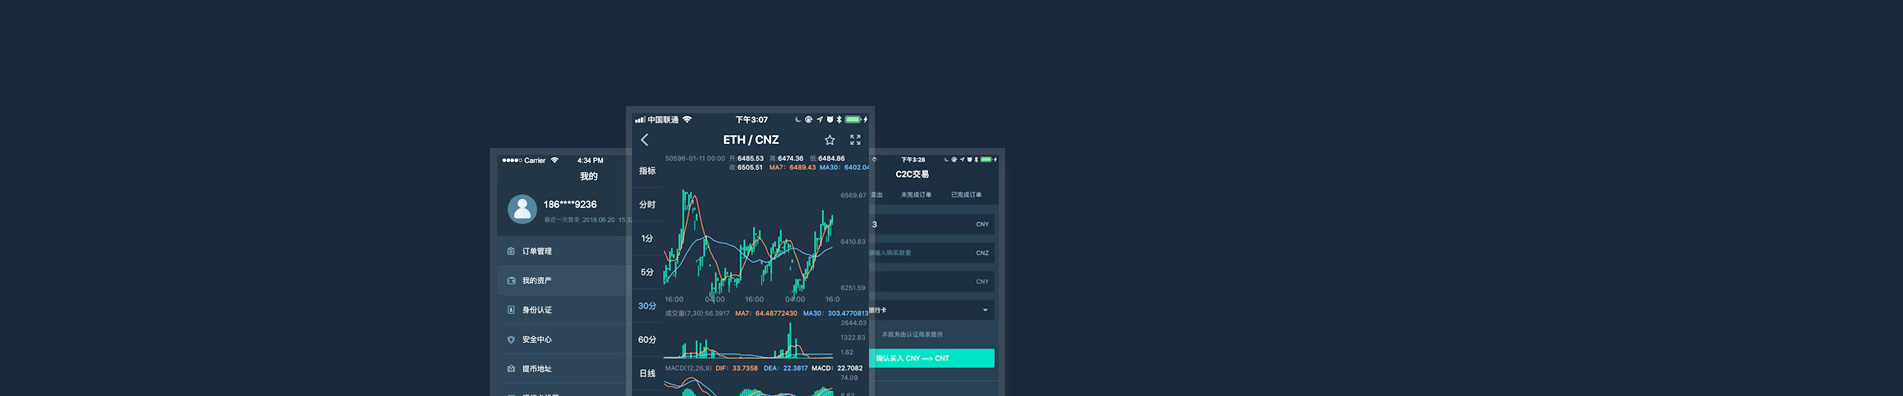 4:34 PM
Carrier
我的
186****9236
最近一次登录 2018.06.20 15:32
订单管理
我的资产
身份认证
安全中心
提币地址
中国联通
下午3:07
ETH / CNZ
50596-01-11 00:00 开:6485.53 高:6474.36 低:6484.86
收:6505.51 MA7: 6489.43 MA30: 6402.04
指标
分时
1分
5分
30分
60分
日线
6569.67
6410.63
6251.59
16:00 04:00 16:00 04:00 16:0
成交量(7,30):56.3917 MA7: 64.48772430 MA30: 303.4770813
2644.03
1322.83
1.62
MACD(12,26,9) DIF: 33.7358 DEA: 22.3817 MACD: 22.7082
74.09
下午3:28
C2C交易
卖出 未完成订单 已完成订单
3 CNY
请输入购买数量 CNZ
CNY
银行卡
本服务由认证商家提供
确认买入 CNY —> CNT